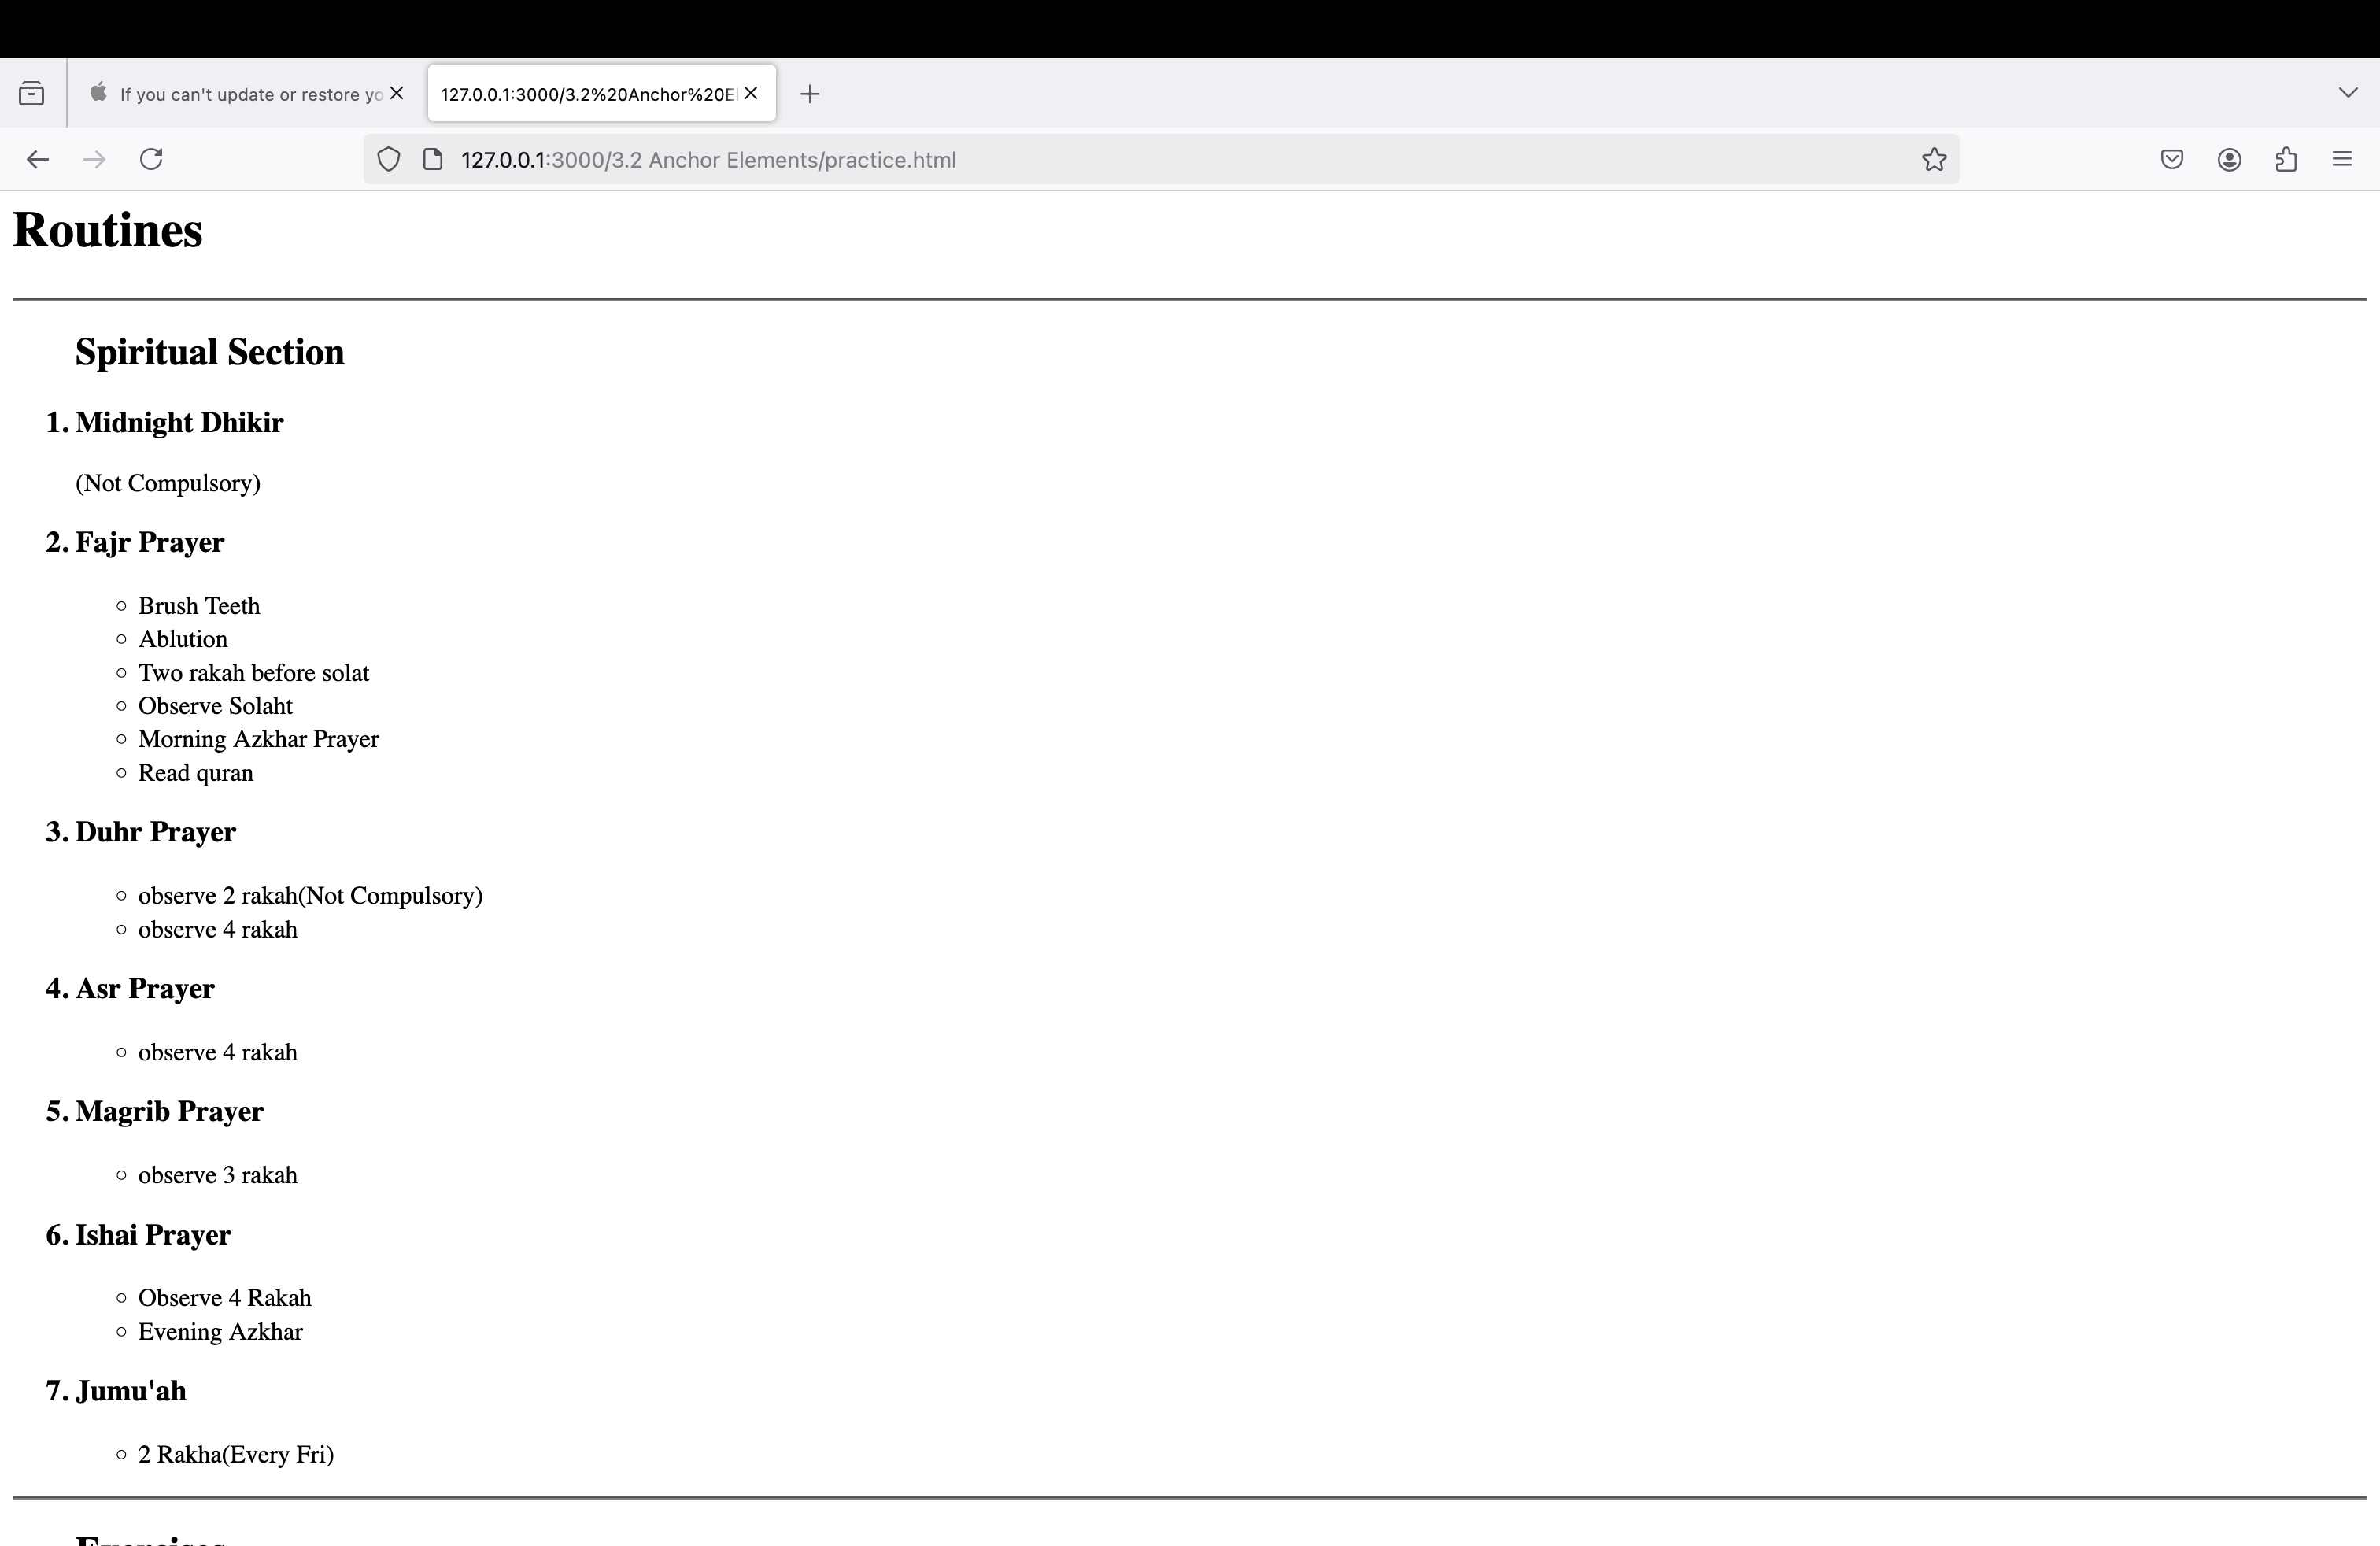 If you can't update or restore yo
127.0.0.1:3000/3.2%20Anchor%20E
127.0.0.1:3000/3.2 Anchor Elements/practice.html
Routines
Spiritual Section
1. Midnight Dhikir
(Not Compulsory)
2. Fajr Prayer
Brush Teeth
Ablution
Two rakah before solat
Observe Solaht
Morning Azkhar Prayer
Read quran
3. Duhr Prayer
observe 2 rakah(Not Compulsory)
observe 4 rakah
4. Asr Prayer
observe 4 rakah
5. Magrib Prayer
observe 3 rakah
6. Ishai Prayer
Observe 4 Rakah
Evening Azkhar
7. Jumu'ah
2 Rakha(Every Fri)